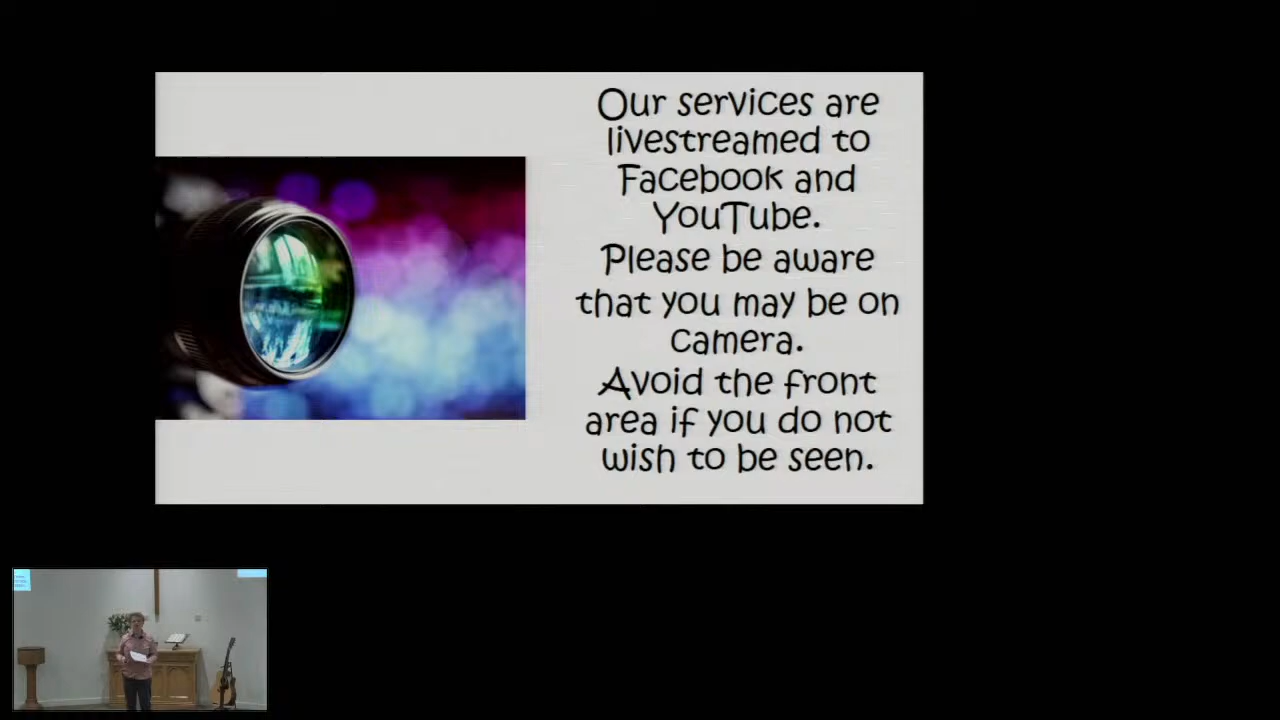 Our services are
livestreamed to
Facebook and
YouTube.
Please be aware
that you may be on
camera.
Avoid the front
area if you do not
wish to be seen.